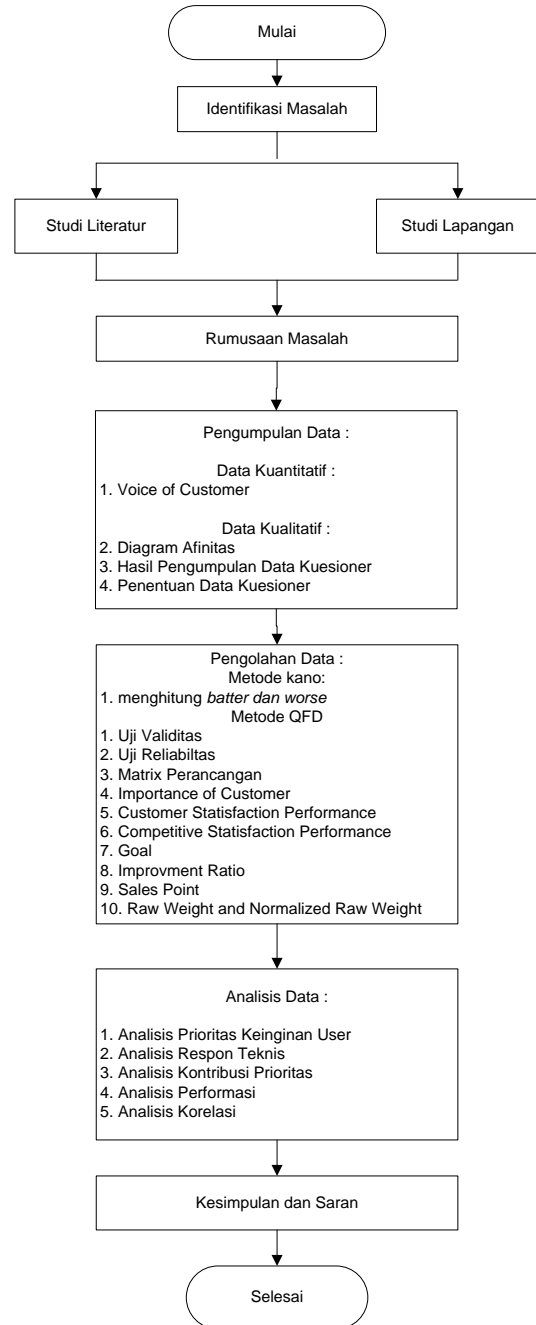 Mulai
Identifikasi Masalah
Studi Literatur
Studi Lapangan
Rumusaan Masalah
Pengumpulan Data :
Data Kuantitatif :
1. Voice of Customer
Data Kualitatif :
2. Diagram Afinitas
3. Hasil Pengumpulan Data Kuesioner
4. Penentuan Data Kuesioner
Pengolahan Data :
Metode kano:
1. menghitung batter dan worse
Metode QFD
1. Uji Validitas
2. Uji Reliabiltas
3. Matrix Perancangan
4. Importance of Customer
5. Customer Statisfaction Performance
6. Competitive Statisfaction Performance
7. Goal
8. Improvment Ratio
9. Sales Point
10. Raw Weight and Normalized Raw Weight
Analisis Data :
1. Analisis Prioritas Keinginan User
2. Analisis Respon Teknis
3. Analisis Kontribusi Prioritas
4. Analisis Performasi
5. Analisis Korelasi
Kesimpulan dan Saran
Selesai